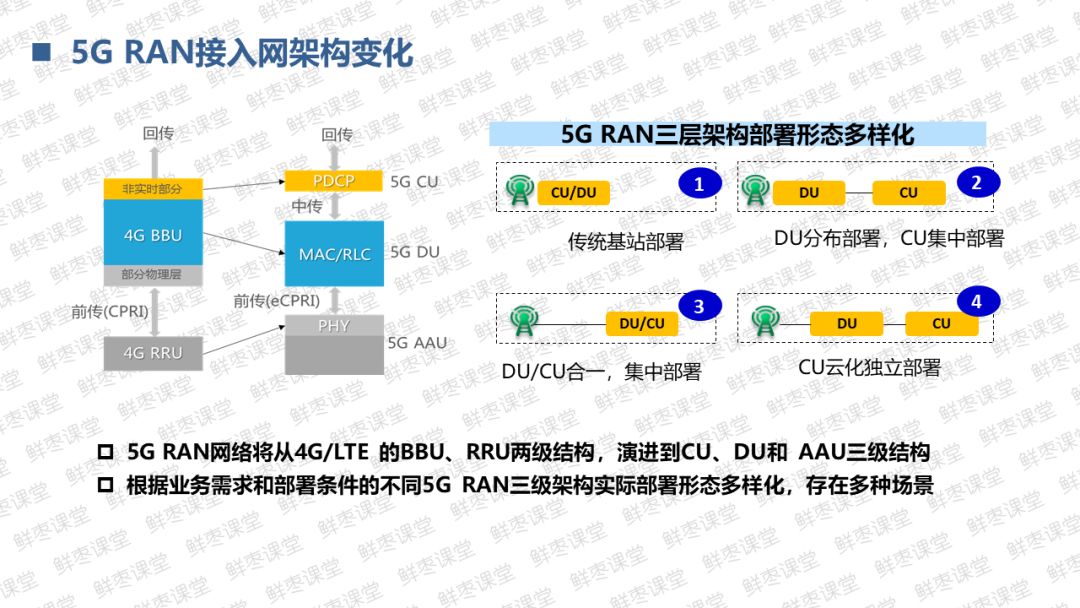 5G RAN接入网架构变化
回传
非实时部分
4G BBU
部分物理层
前传(CPRI)
4G RRU
回传
PDCP
5G CU
中传
MAC/RLC
5G DU
前传(eCPRI)
PHY
5G AAU
5G RAN三层架构部署形态多样化
CU/DU
1
传统基站部署
DU
CU
2
DU分布部署，CU集中部署
DU/CU
3
DU/CU合一，集中部署
DU
CU
4
CU云化独立部署
5G RAN网络将从4G/LTE 的BBU、RRU两级结构，演进到CU、DU和 AAU三级结构
根据业务需求和部署条件的不同5G RAN三级架构实际部署形态多样化，存在多种场景
鲜枣课堂